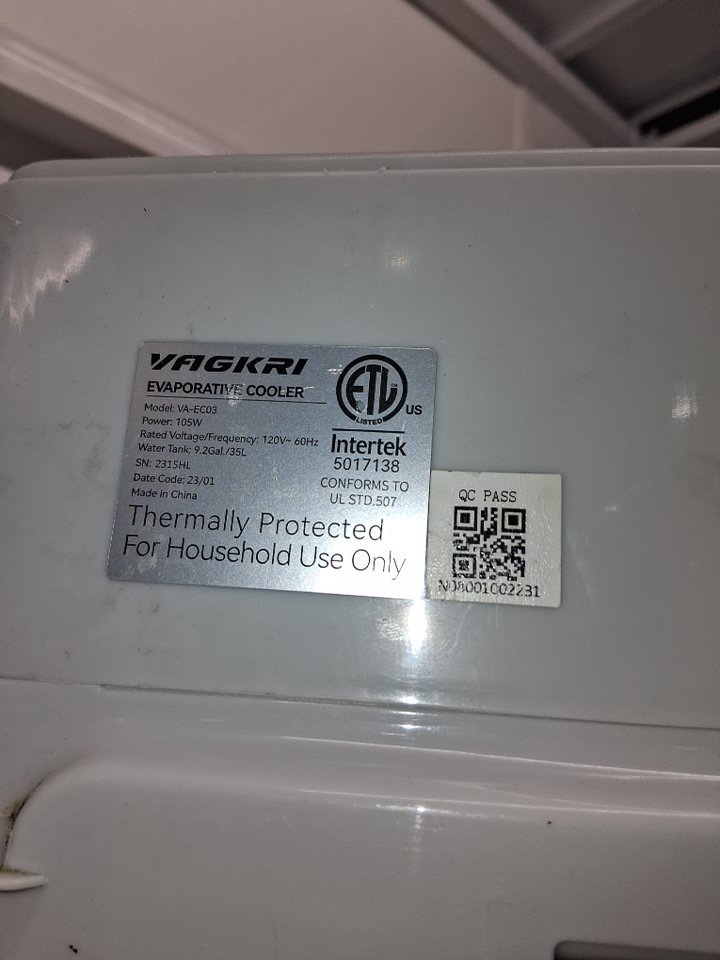 VAGKRI
EVAPORATIVE COOLER
Model: VA-EC03
Power: 105W
Rated Voltage/Frequency: 120V~ 60Hz
Water Tank: 9.2Gal./35L
SN: 2315HL
Date Code: 23/01
Made in China
ETL
LISTED
US
Intertek
5017138
CONFORMS TO
UL STD.507
Thermally Protected
For Household Use Only
QC PASS
N08001002231